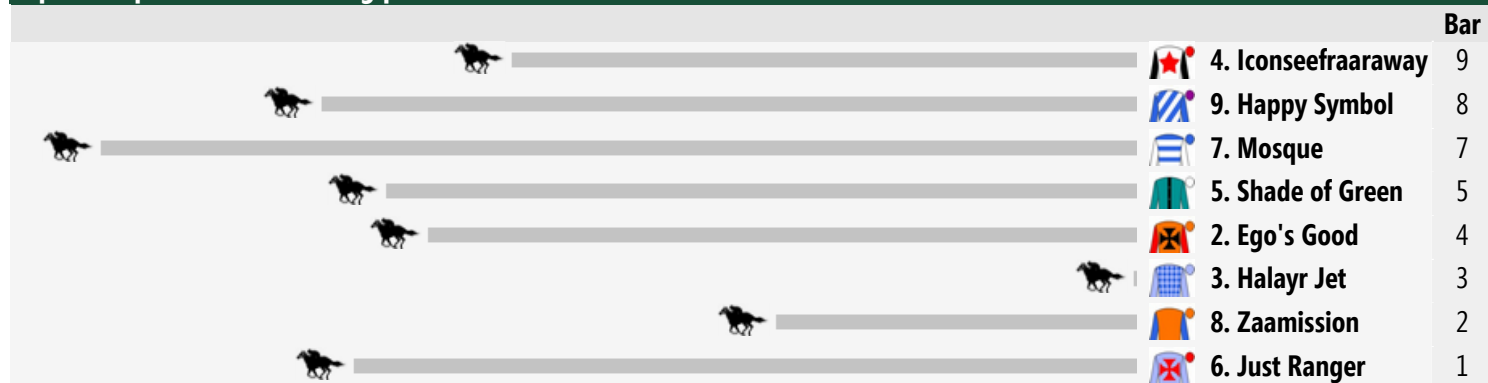 Bar
4. Iconseefraaraway 9
9. Happy Symbol 8
7. Mosque 7
5. Shade of Green 5
2. Ego's Good 4
3. Halayr Jet 3
8. Zaamission 2
6. Just Ranger 1